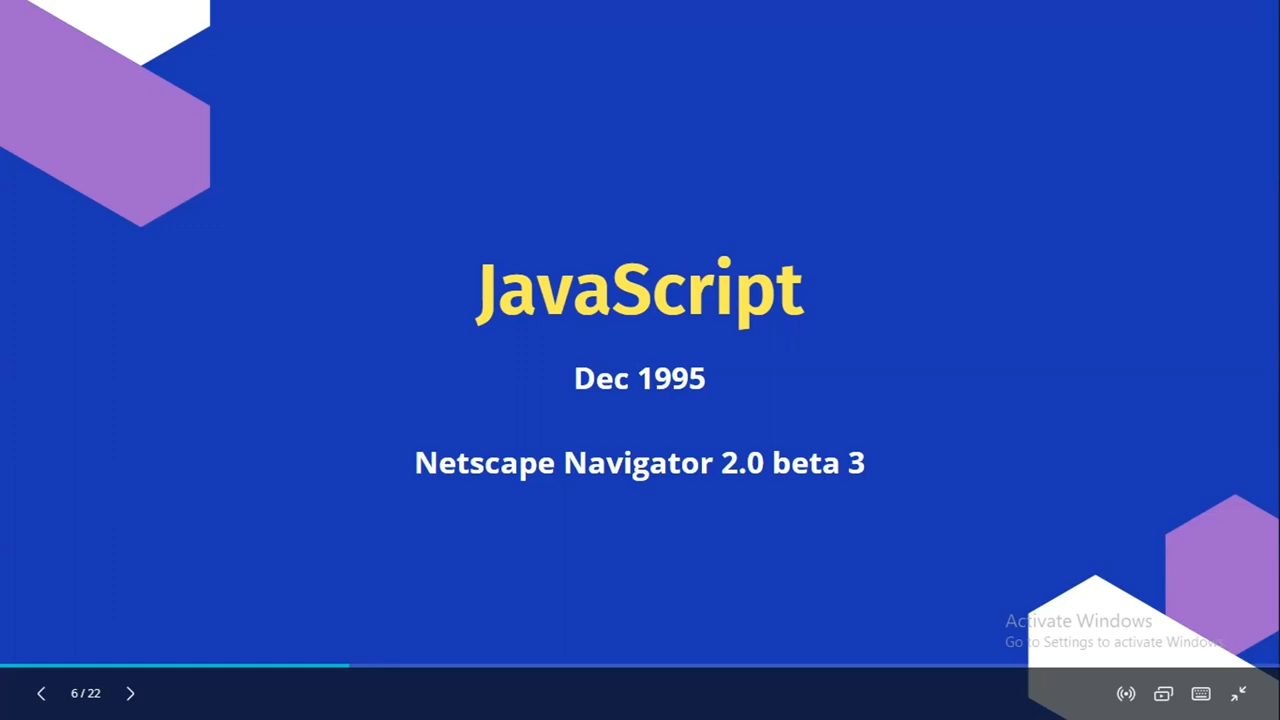 JavaScript
Dec 1995
Netscape Navigator 2.0 beta 3
Activate Windows
Go to Settings to activate Windows.
6 / 22